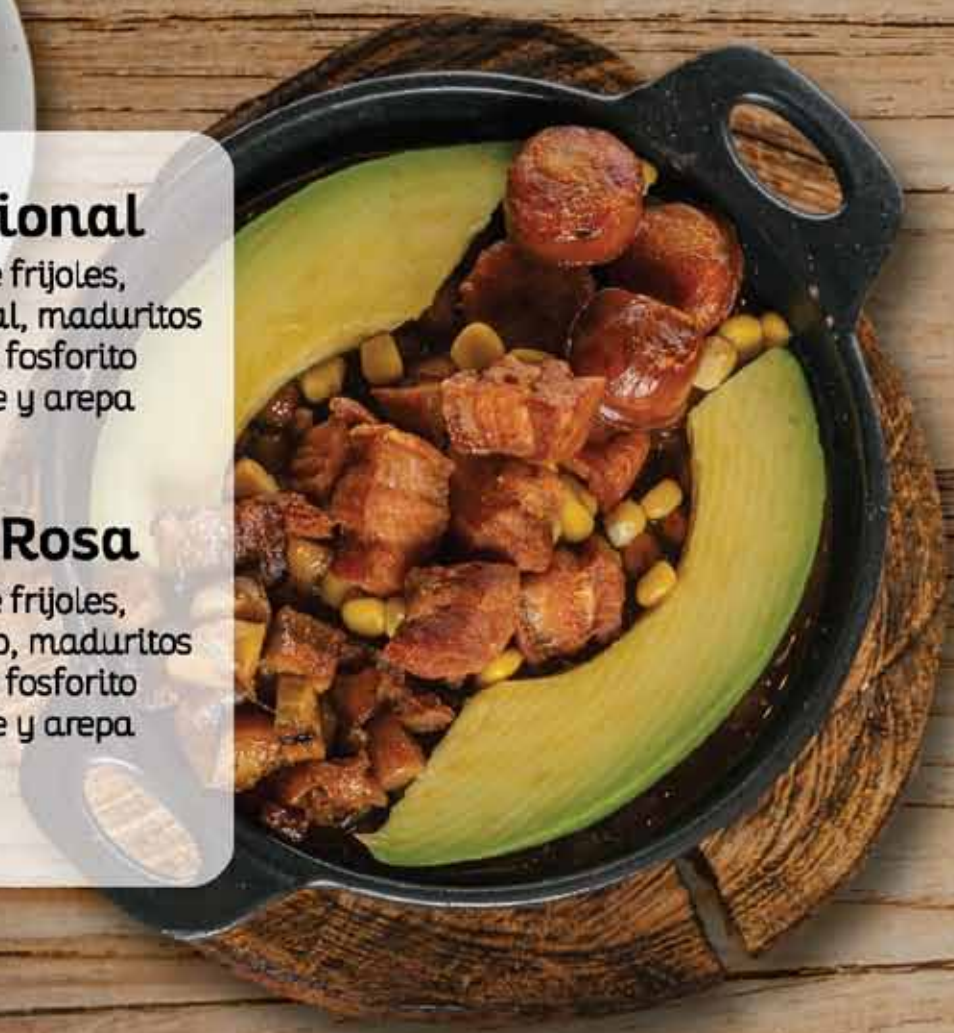 ional
e frijoles,
al, maduritos
fosforito
e y arepa
Rosa
e frijoles,
o, maduritos
fosforito
e y arepa